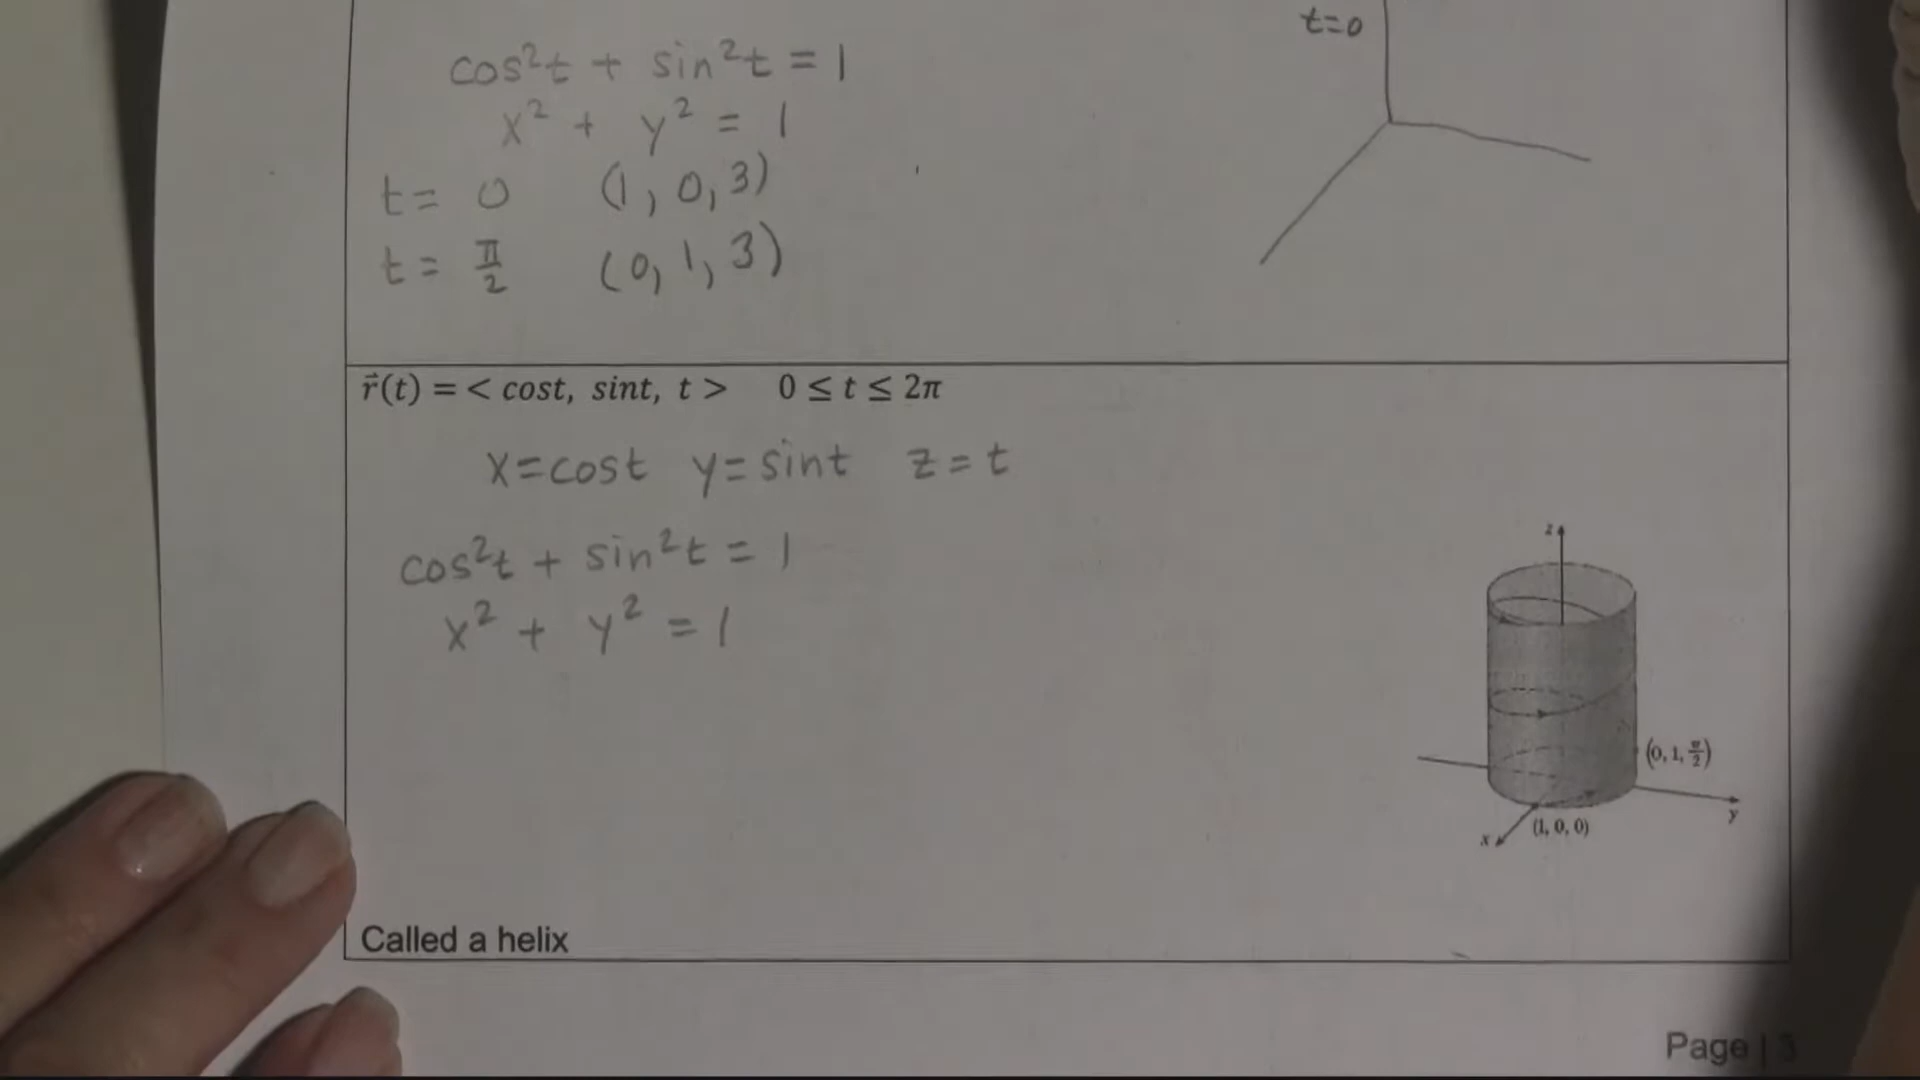 t=0
cos²t + sin²t = 1
x² + y² = 1
t = 0 (1, 0, 3)
t = π/2 (0, 1, 3)
r⃗(t) = < cost, sint, t > 0 ≤ t ≤ 2π
x=cost y=sint z=t
cos²t + sin²t = 1
x² + y² = 1
z
(0, 1, π/2)
y
x
(1, 0, 0)
Called a helix
Page | 3